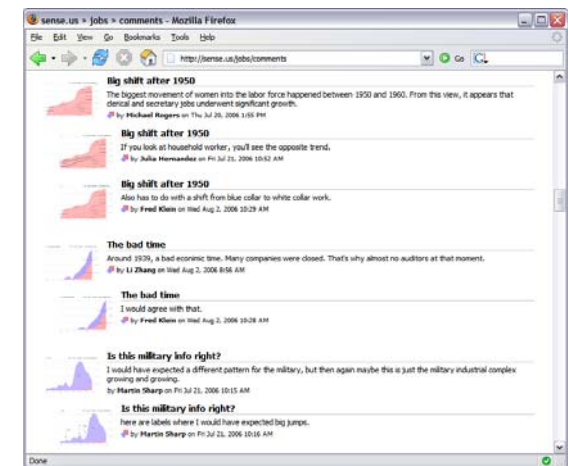 sense.us > jobs > comments - Mozilla Firefox
File Edit View Go Bookmarks Tools Help
http://sense.us/jobs/comments Go
Big shift after 1950
The biggest movement of women into the labor force happened between 1950 and 1960. From this view, it appears that
clerical and secretary jobs underwent significant growth.
by Michael Rogers on Thu Jul 20, 2006 1:55 PM
Big shift after 1950
If you look at household worker, you'll see the opposite trend.
by Julia Hernandez on Fri Jul 21, 2006 10:52 AM
Big shift after 1950
Also has to do with a shift from blue collar to white collar work.
by Fred Klein on Wed Aug 2, 2006 10:29 AM
The bad time
Around 1939, a bad econimic time. Many companies were closed. That's why almost no auditors at that moment.
by Li Zhang on Wed Aug 2, 2006 8:56 AM
The bad time
I would agree with that.
by Fred Klein on Wed Aug 2, 2006 10:28 AM
Is this military info right?
I would have expected a different pattern for the military, but then again maybe this is just the military industrial complex
growing and growing.
by Martin Sharp on Fri Jul 21, 2006 10:15 AM
Is this military info right?
here are labels where I would have expected big jumps.
by Martin Sharp on Fri Jul 21, 2006 10:16 AM
Done